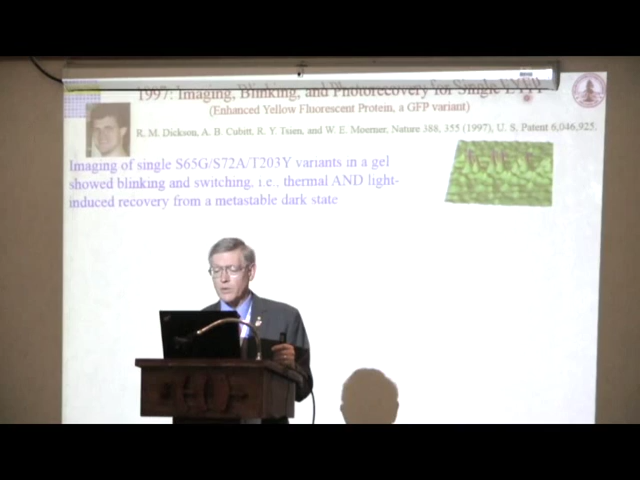 1997: Imaging, Blinking, and Photorecovery for Single EYFP
(Enhanced Yellow Fluorescent Protein, a GFP variant)
R. M. Dickson, A. B. Cubitt, R. Y. Tsien, and W. E. Moerner, Nature 388, 355 (1997), U. S. Patent 6,046,925.
Imaging of single S65G/S72A/T203Y variants in a gel
showed blinking and switching, i.e., thermal AND light-
induced recovery from a metastable dark state